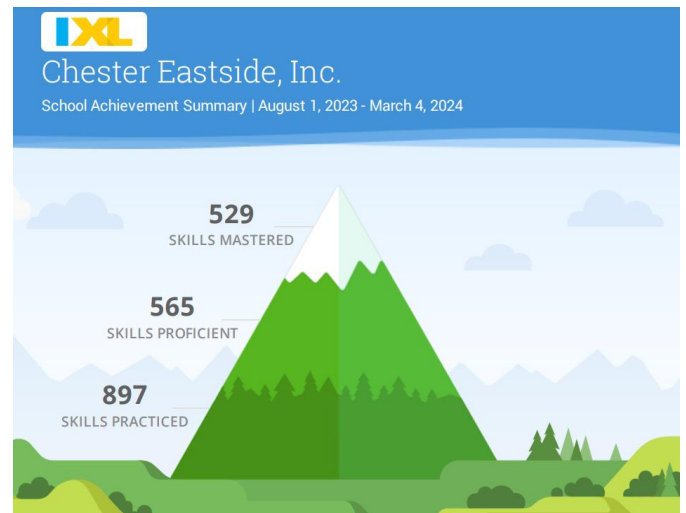 IXL
Chester Eastside, Inc.
School Achievement Summary | August 1, 2023 - March 4, 2024
529
SKILLS MASTERED
565
SKILLS PROFICIENT
897
SKILLS PRACTICED